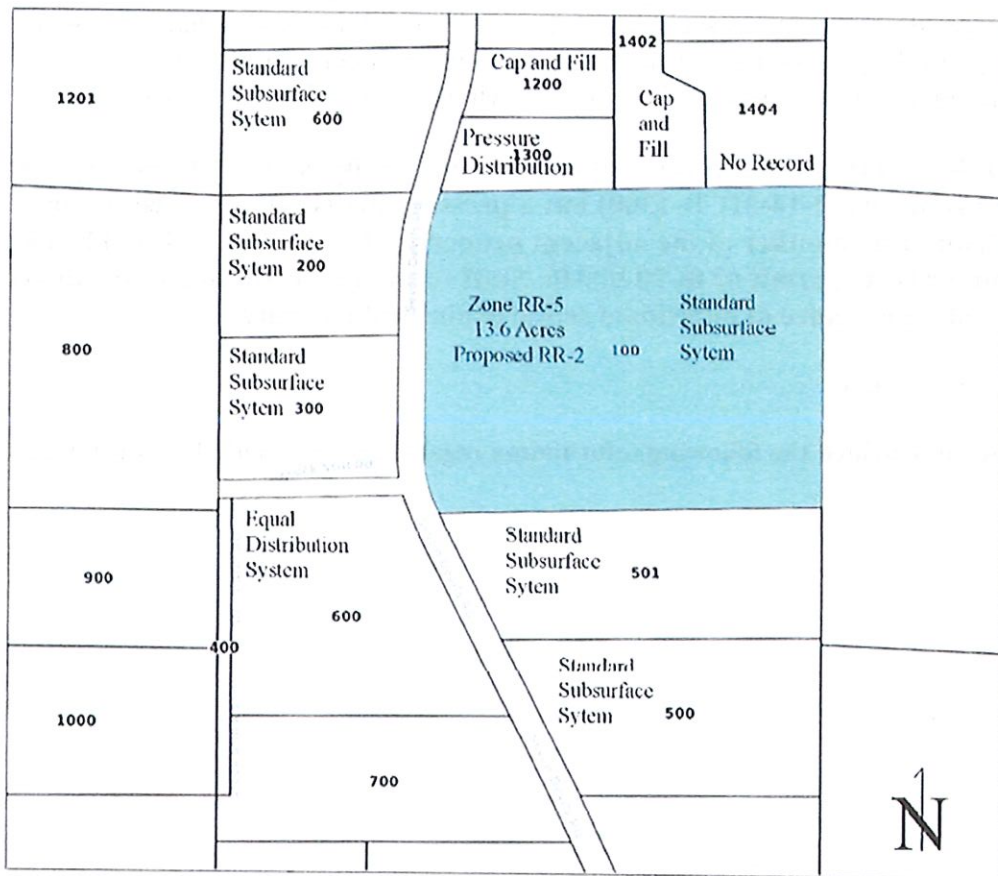 1402
Cap and Fill
1200
Standard
Subsurface
Sytem 600
1201
Cap
and
Fill
1404
Pressure
1300
Distribution
No Record
Standard
Subsurface
Sytem 200
Zone RR-5
13.6 Acres
Proposed RR-2 100
Standard
Subsurface
Sytem
800
Standard
Subsurface
Sytem 300
Equal
Distribution
System
600
Standard
Subsurface
Sytem
501
900
400
Standard
Subsurface
Sytem 500
1000
700
N